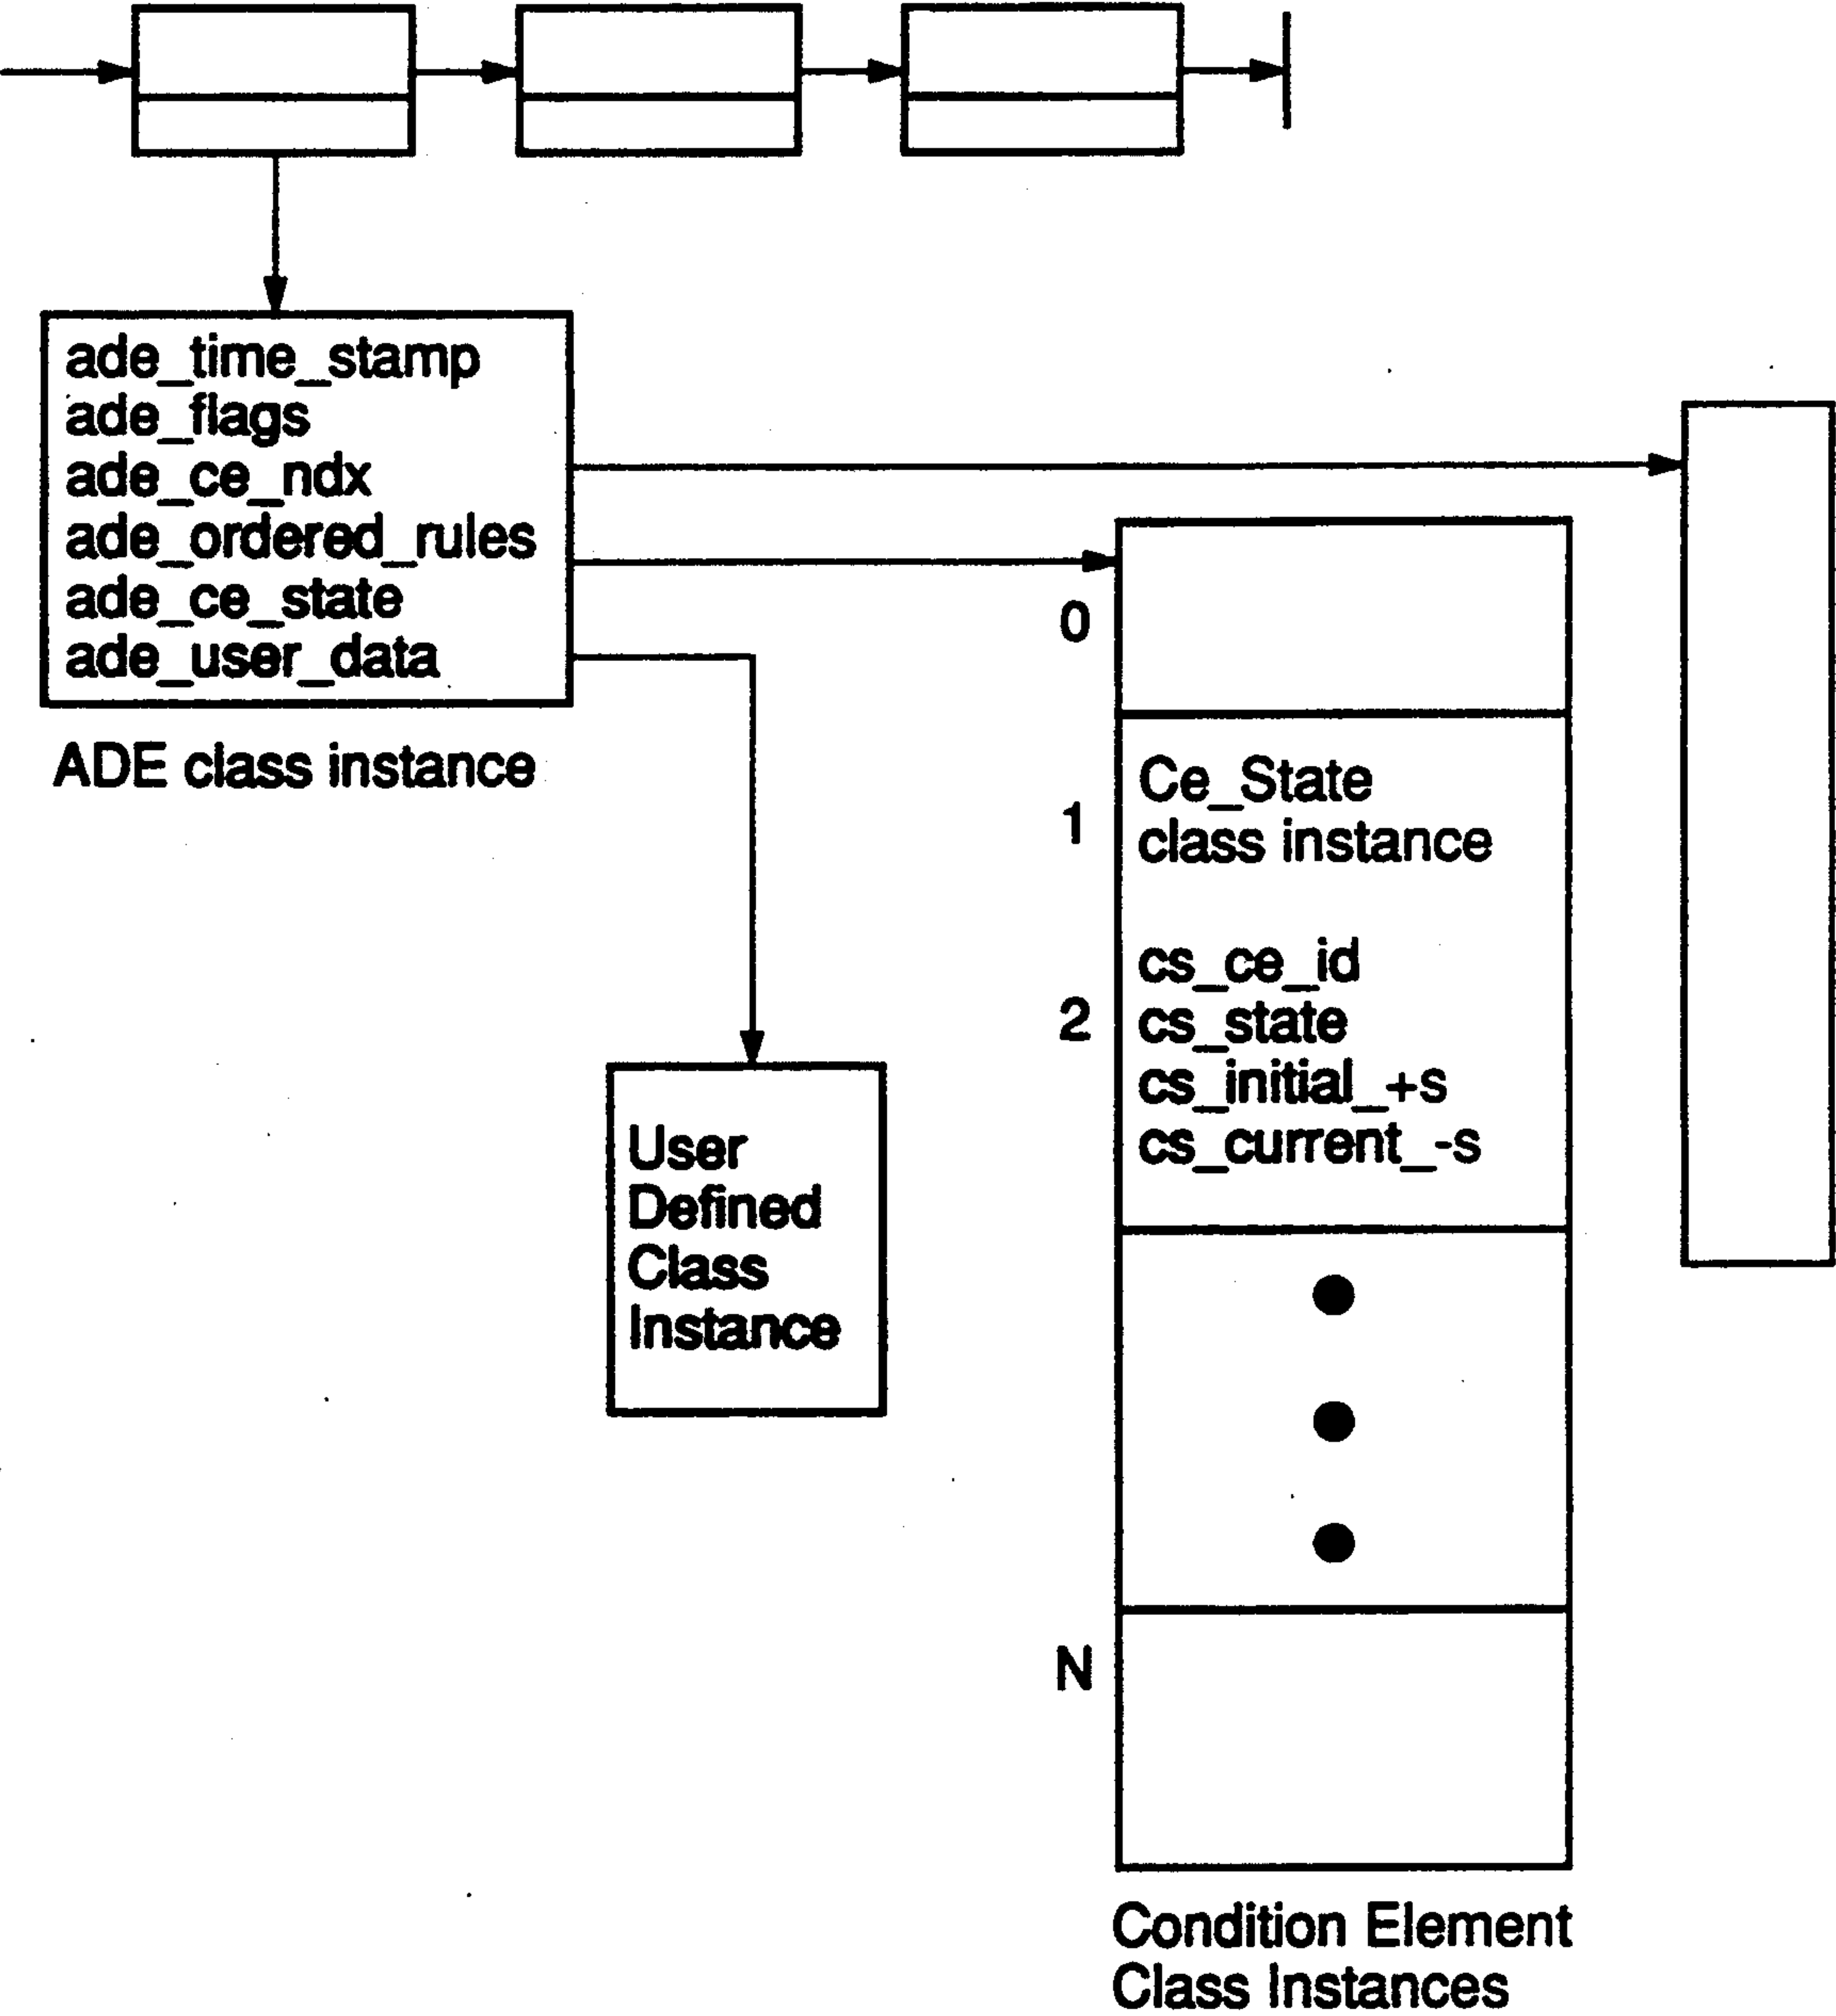 ade_time_stamp
ade_flags
ade_ce_ndx
ade_ordered_rules
ade_ce_state
ade_user_data
ADE class instance
0
1
2
N
Ce_State
class instance
cs_ce_id
cs_state
cs_initial_+s
cs_current_-s
User
Defined
Class
Instance
Condition Element
Class Instances